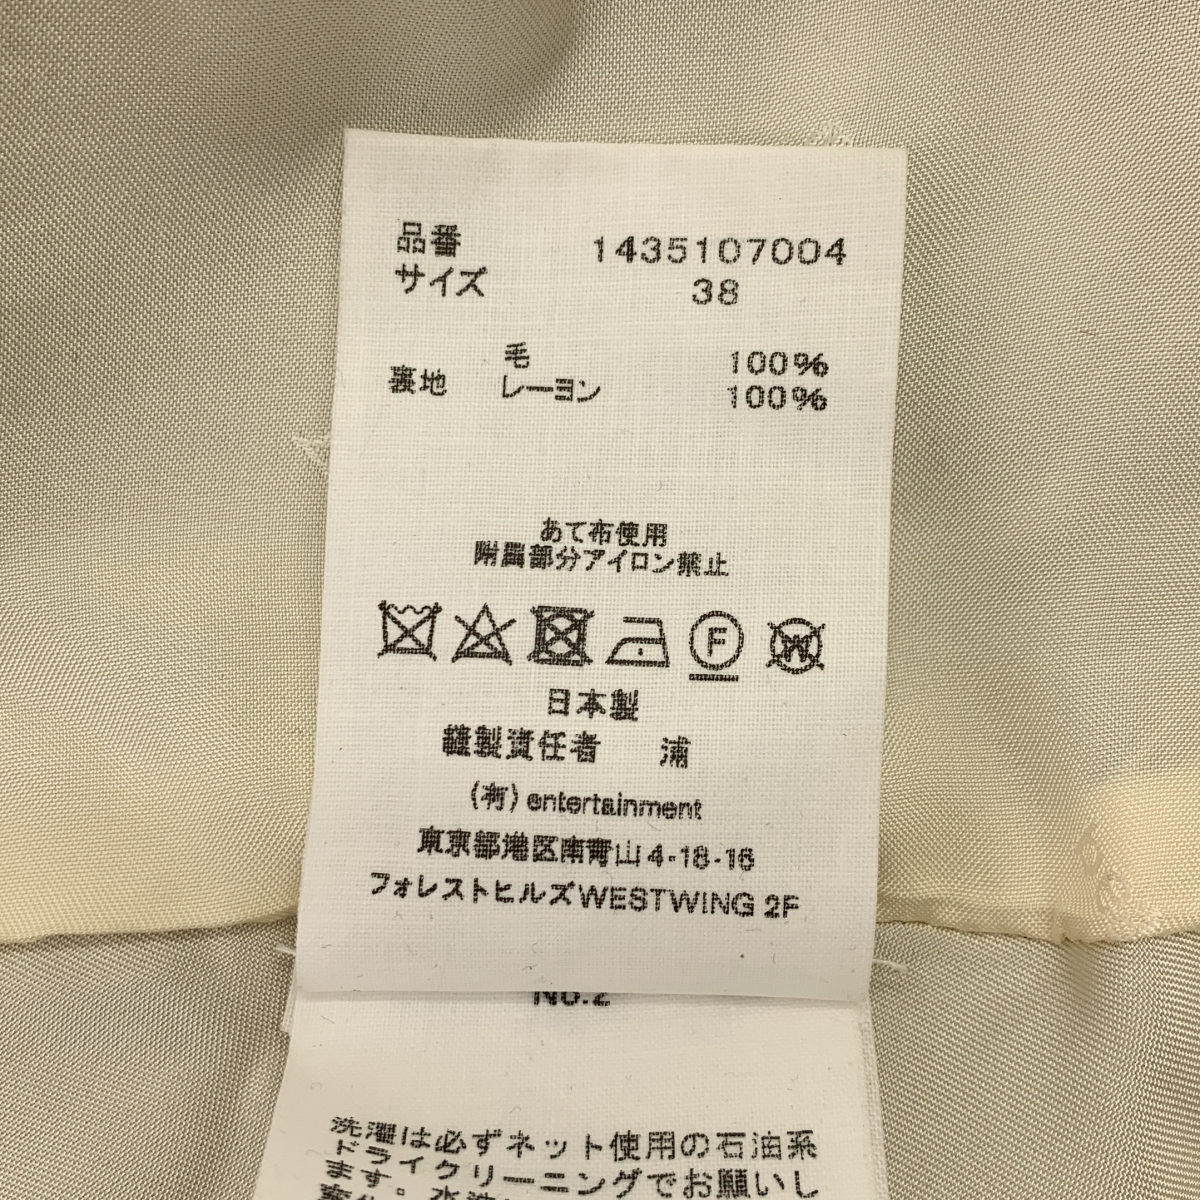 品番 1435107004
サイズ 38
毛 100%
裏地 レーヨン 100%
あて布使用
附属部分アイロン禁止
F
W
日本製
縫製責任者 浦
(有) entertainment
東京都港区南青山4-18-16
フォレストヒルズWESTWING 2F
No.2
洗濯は必ずネット使用の石油系
ドライクリーニングでお願いし
ます。水